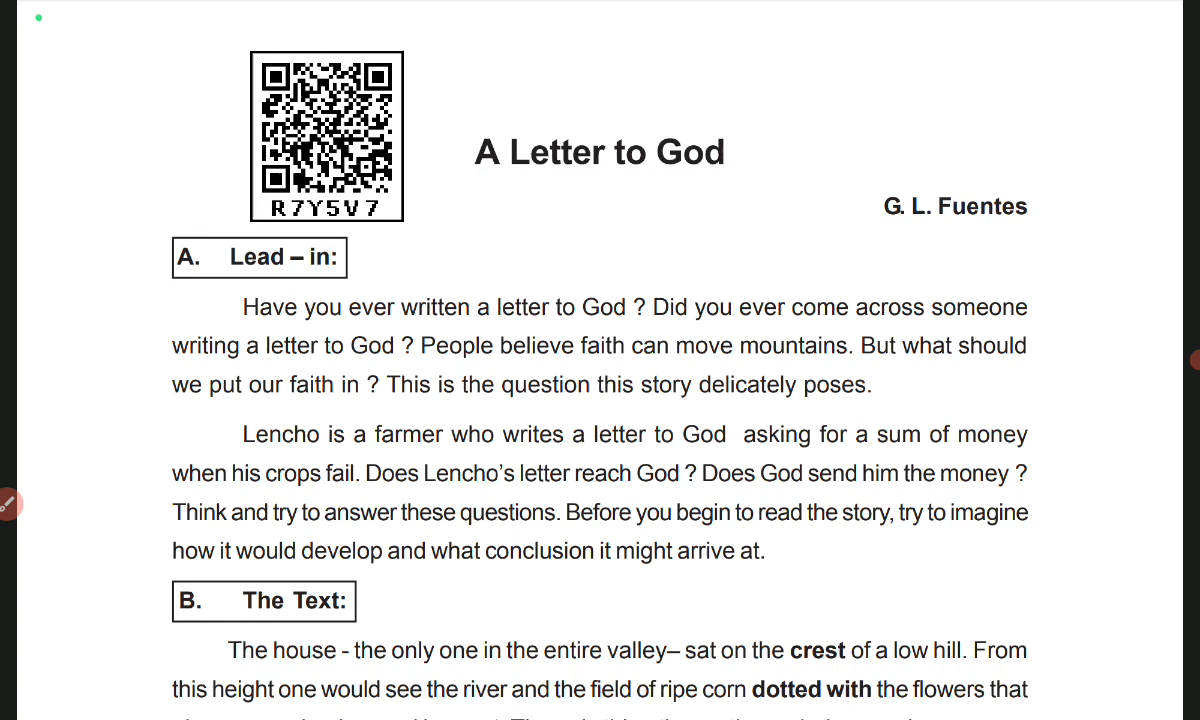 R7Y5V7
A Letter to God
G. L. Fuentes
A. Lead – in:
Have you ever written a letter to God ? Did you ever come across someone
writing a letter to God ? People believe faith can move mountains. But what should
we put our faith in ? This is the question this story delicately poses.
Lencho is a farmer who writes a letter to God asking for a sum of money
when his crops fail. Does Lencho’s letter reach God ? Does God send him the money ?
Think and try to answer these questions. Before you begin to read the story, try to imagine
how it would develop and what conclusion it might arrive at.
B. The Text:
The house - the only one in the entire valley– sat on the crest of a low hill. From
this height one would see the river and the field of ripe corn dotted with the flowers that